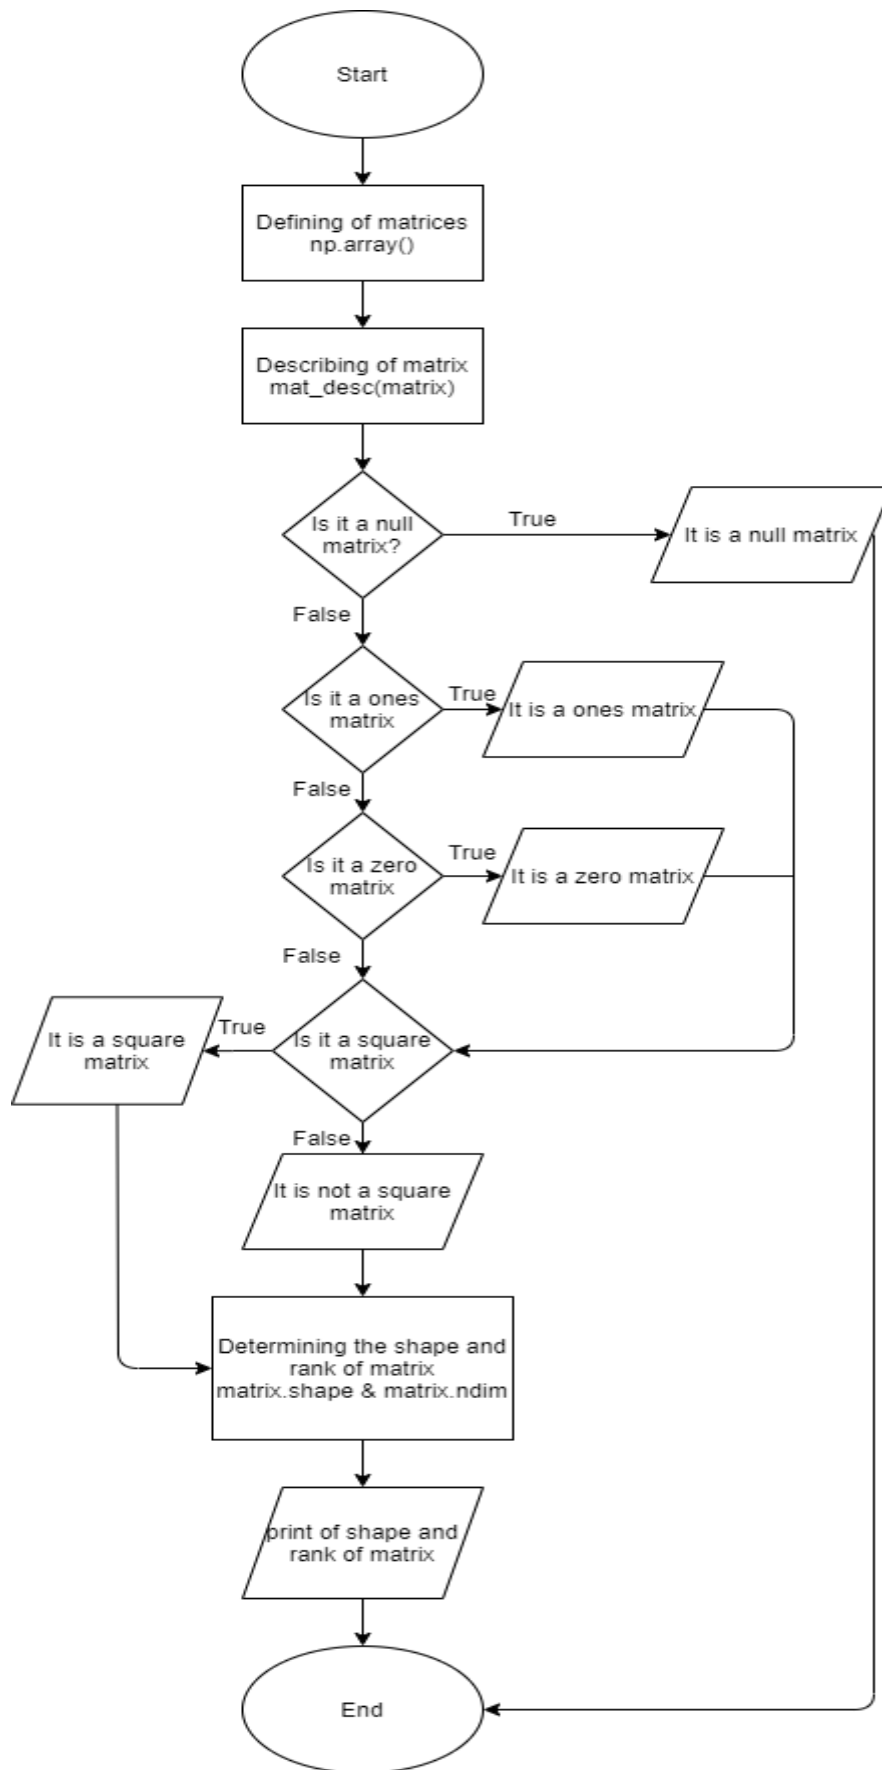 Start
Defining of matrices
np.array()
Describing of matrix
mat_desc(matrix)
Is it a null
matrix?
True
It is a null matrix
False
Is it a ones
matrix
True
It is a ones matrix
False
Is it a zero
matrix
True
It is a zero matrix
False
Is it a square
matrix
True
It is a square
matrix
False
It is not a square
matrix
Determining the shape and
rank of matrix
matrix.shape & matrix.ndim
print of shape and
rank of matrix
End